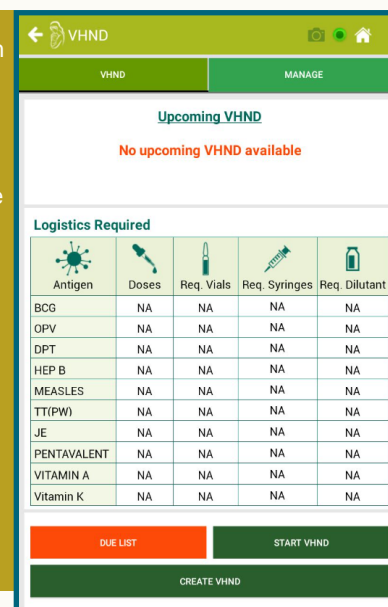 VHND
VHND MANAGE
Upcoming VHND
No upcoming VHND available
Logistics Required
Antigen Doses Req. Vials Req. Syringes Req. Dilutant
BCG NA NA NA NA
OPV NA NA NA NA
DPT NA NA NA NA
HEP B NA NA NA NA
MEASLES NA NA NA NA
TT(PW) NA NA NA NA
JE NA NA NA NA
PENTAVALENT NA NA NA NA
VITAMIN A NA NA NA NA
Vitamin K NA NA NA NA
DUE LIST START VHND
CREATE VHND